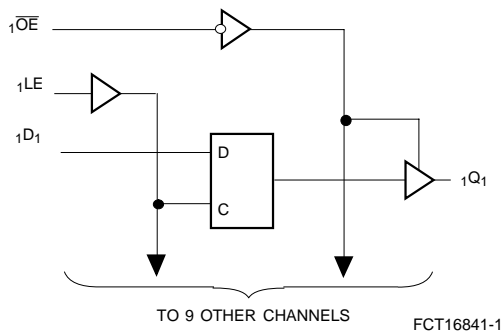 1OE
1LE
1D1
D
C
1Q1
TO 9 OTHER CHANNELS
FCT16841-1